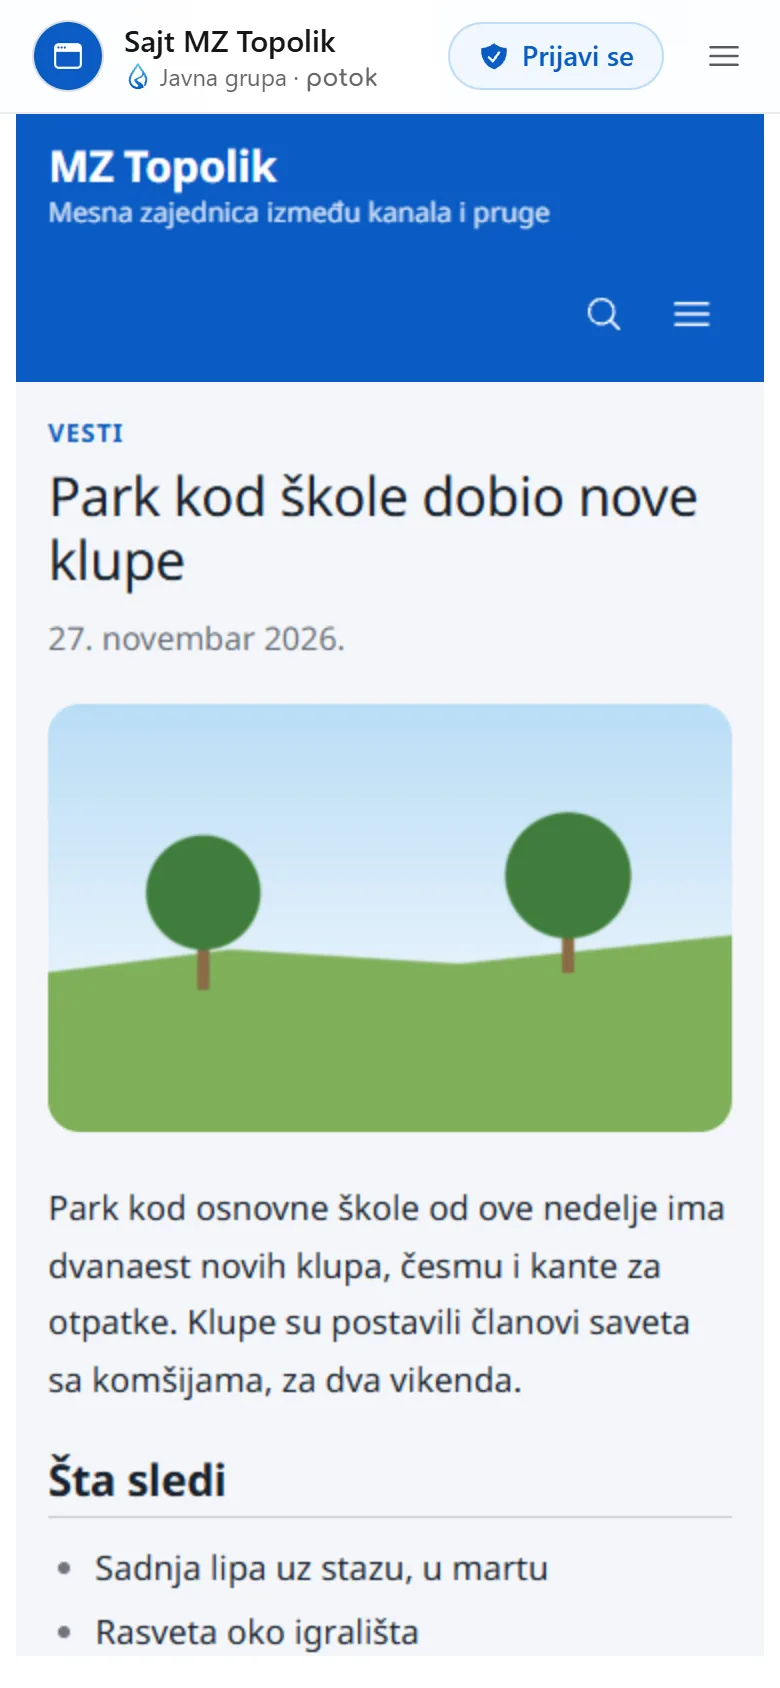 Sajt MZ Topolik
Javna grupa · potok
Prijavi se
MZ Topolik
Mesna zajednica između kanala i pruge
VESTI
Park kod škole dobio nove
klupe
27. novembar 2026.
Park kod osnovne škole od ove nedelje ima
dvanaest novih klupa, česmu i kante za
otpatke. Klupe su postavili članovi saveta
sa komšijama, za dva vikenda.
Šta sledi
• Sadnja lipa uz stazu, u martu
• Rasveta oko igrališta